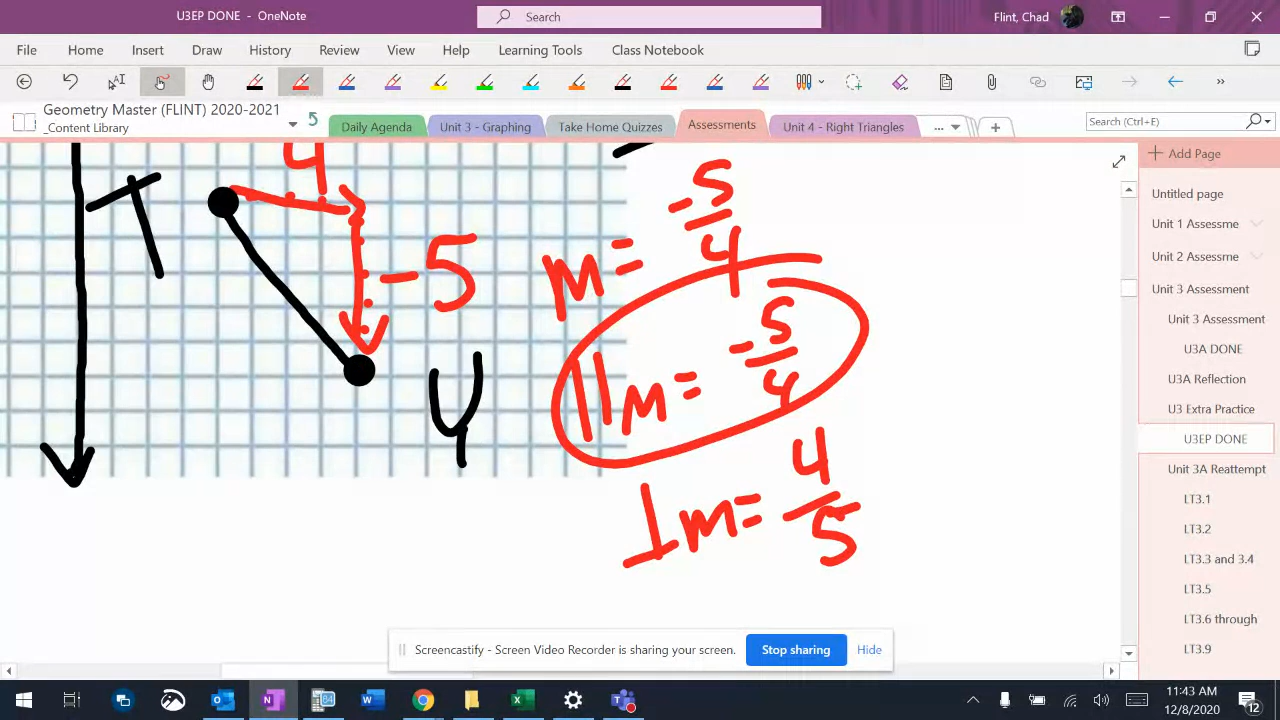 U3EP DONE - OneNote
Search
Flint, Chad
File Home Insert Draw History Review View Help Learning Tools Class Notebook
Geometry Master (FLINT) 2020-2021
_Content Library
Daily Agenda
Unit 3 - Graphing
Take Home Quizzes
Assessments
Unit 4 - Right Triangles
...
Search (Ctrl+E)
Add Page
Untitled page
Unit 1 Assessme
Unit 2 Assessme
Unit 3 Assessment
Unit 3 Assessment
U3A DONE
U3A Reflection
U3 Extra Practice
U3EP DONE
Unit 3A Reattempt
LT3.1
LT3.2
LT3.3 and 3.4
LT3.5
LT3.6 through
LT3.9
T
4
-5
Y
m = -5/4
|| m = -5/4
⊥ m = 4/5
Screencastify - Screen Video Recorder is sharing your screen.
Stop sharing
Hide
11:43 AM
12/8/2020
12